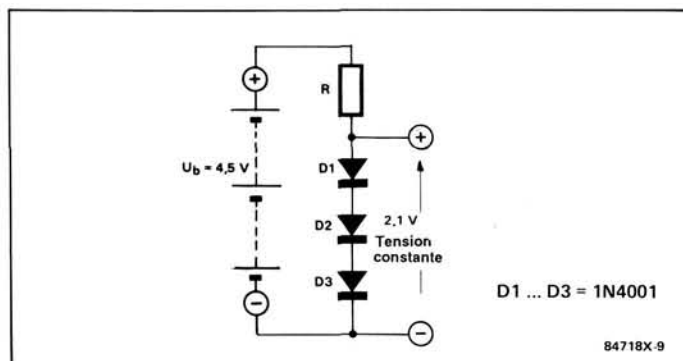 +
R
+
U_b = 4,5 V
D1
D2
2,1 V
Tension
constante
D3
D1 ... D3 = 1N4001
−
−
84718X-9